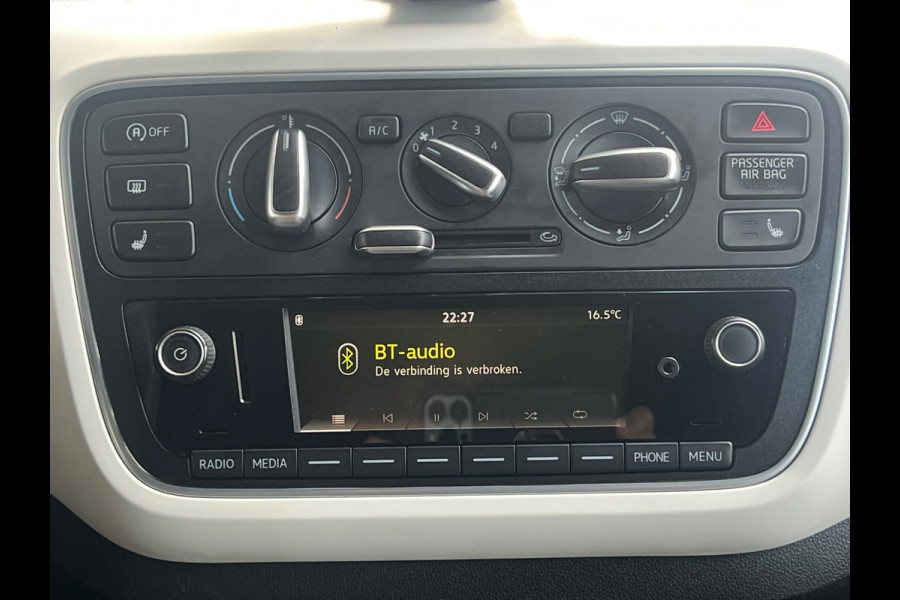 OFF
A/C
0 1 2 3 4
PASSENGER
AIR BAG
22:27
16.5°C
BT-audio
De verbinding is verbroken.
RADIO
MEDIA
PHONE
MENU